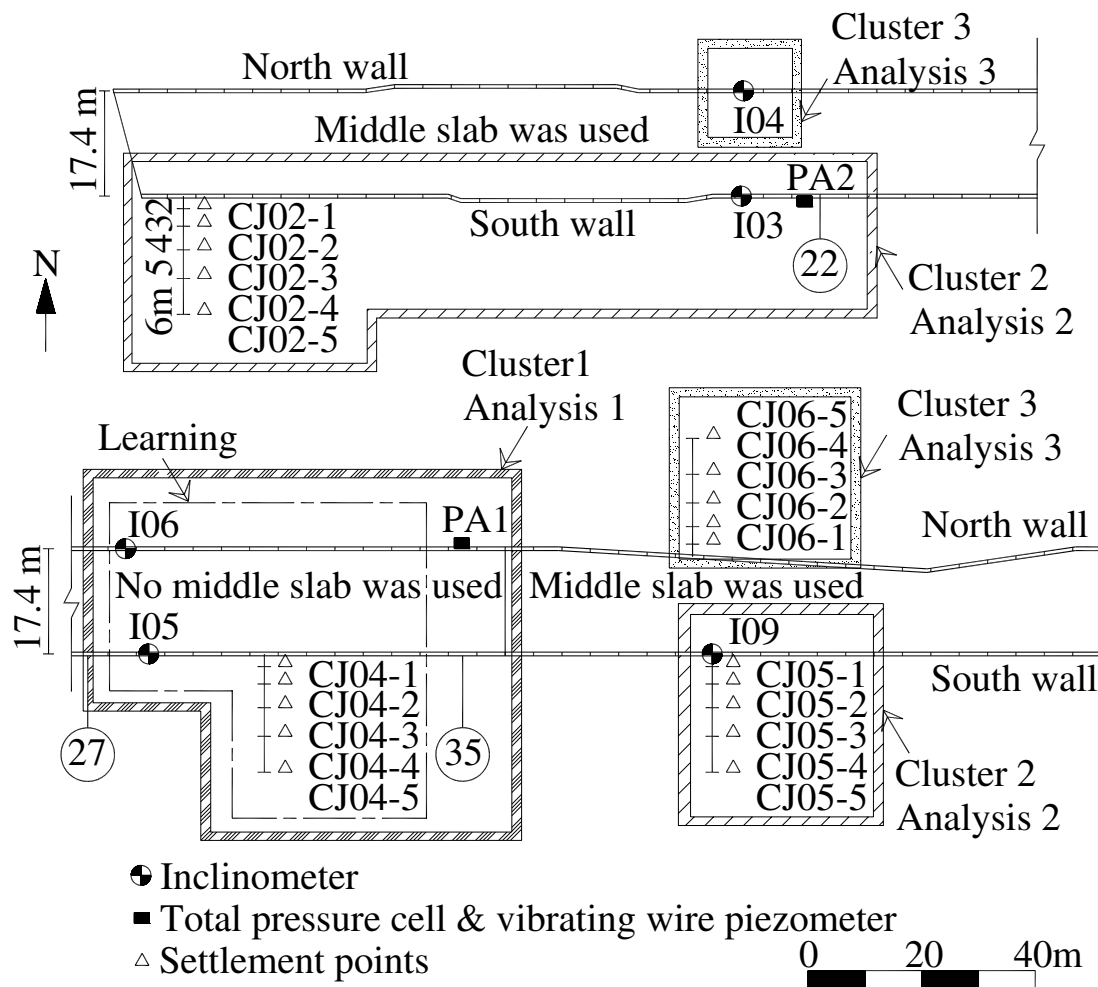 Cluster 3
Analysis 3
North wall
I04
17.4 m
Middle slab was used
PA2
I03
South wall
22
2
3
4
5
6m
CJ02-1
CJ02-2
CJ02-3
CJ02-4
CJ02-5
N
Cluster 2
Analysis 2
Cluster1
Analysis 1
Learning
CJ06-5
CJ06-4
CJ06-3
CJ06-2
CJ06-1
Cluster 3
Analysis 3
I06
PA1
North wall
17.4 m
No middle slab was used
Middle slab was used
I05
I09
South wall
CJ04-1
CJ04-2
CJ04-3
CJ04-4
CJ04-5
27
35
CJ05-1
CJ05-2
CJ05-3
CJ05-4
CJ05-5
Cluster 2
Analysis 2
Inclinometer
Total pressure cell & vibrating wire piezometer
Settlement points
0 20 40m